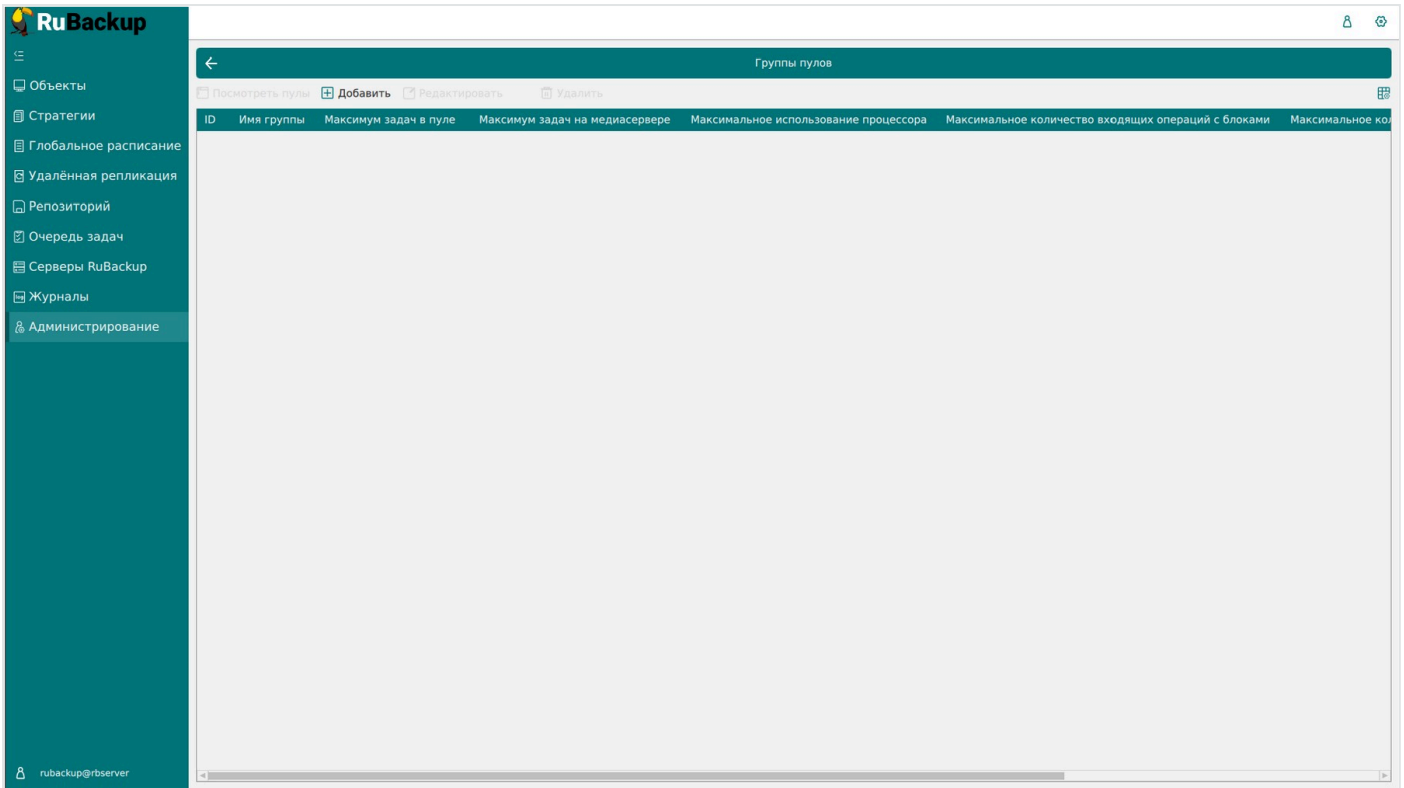 RuBackup
Группы пулов
Объекты
Стратегии
Глобальное расписание
Удалённая репликация
Репозиторий
Очередь задач
Серверы RuBackup
Журналы
Администрирование
Посмотреть пулы Добавить Редактировать Удалить
ID Имя группы Максимум задач в пуле Максимум задач на медиасервере Максимальное использование процессора Максимальное количество входящих операций с блоками Максимальное кол
rubackup@rbserver